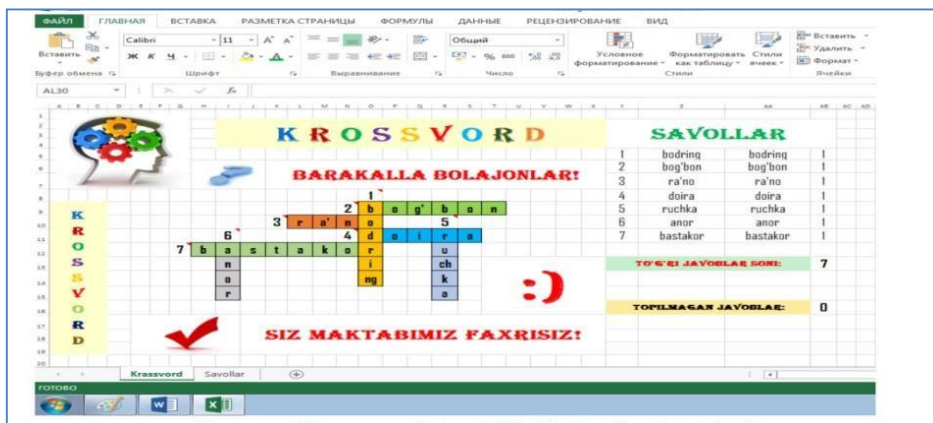 ФАЙЛ ГЛАВНАЯ ВСТАВКА РАЗМЕТКА СТРАНИЦЫ ФОРМУЛЫ ДАННЫЕ РЕЦЕНЗИРОВАНИЕ ВИД
Calibri 11 Общий
Вставить Ж К Ч % 000
Условное форматирование Форматировать как таблицу Стили ячеек
Вставить
Удалить
Формат
Буфер обмена Шрифт Выравнивание Число Стили Ячейки
AL30 fx
KROSSVORD
SAVOLLAR
BARAKALLA BOLAJONLAR!
1 bodring bodring 1
2 bog'bon bog'bon 1
3 ra'no ra'no 1
4 doira doira 1
5 ruchka ruchka 1
6 anor anor 1
7 bastakor bastakor 1
1
2 b o g' b o n
3 r a' n o 5
6 4 d o i r a
7 b a s t a k o r u
n i ch
o ng k
r a
KROSSVORD
:)
TO'G'RI JAVOBLAR SONI: 7
TOPILMAGAN JAVOBLAR: 0
SIZ MAKTABIMIZ FAXRISIZ!
Krassvord Savollar
ГОТОВО